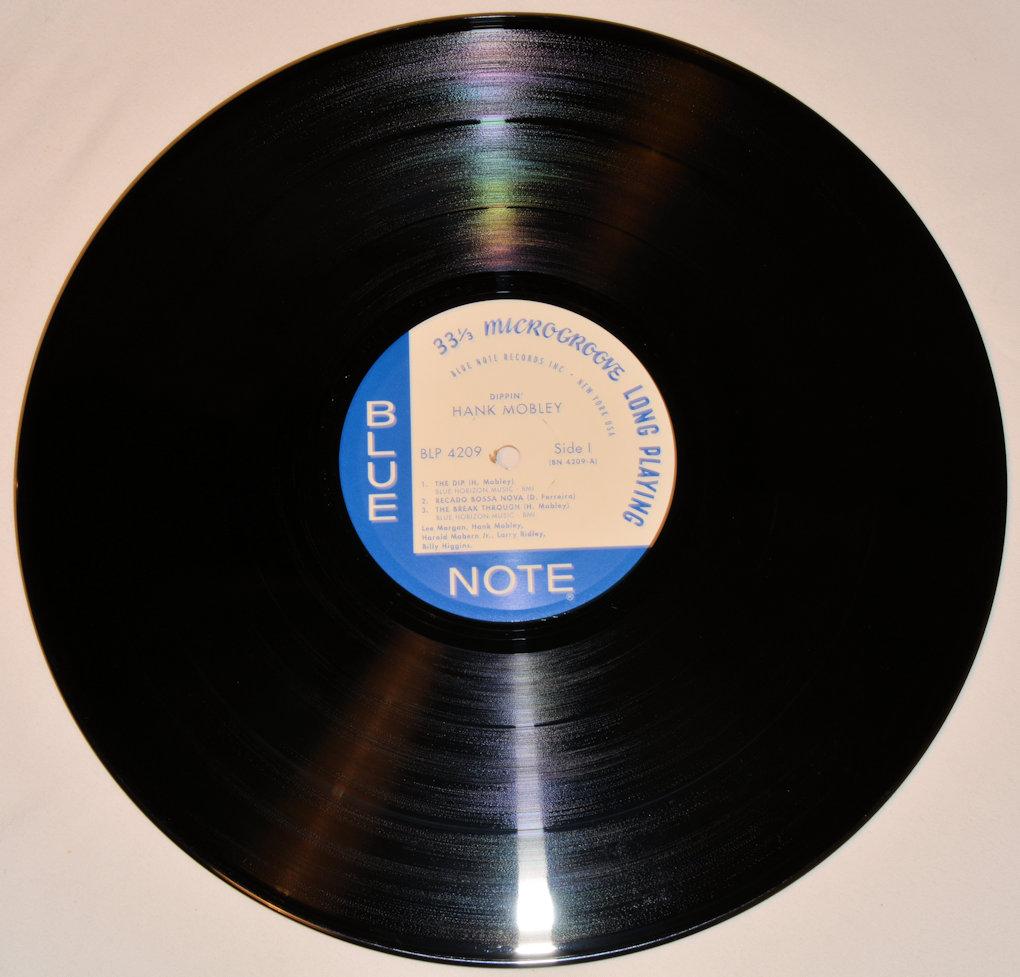 33⅓ MICROGROOVE LONG PLAYING
BLUE NOTE RECORDS INC. - NEW YORK USA
DIPPIN'
HANK MOBLEY
BLP 4209
Side I
(BN 4209-A)
1. THE DIP (H. Mobley)
BLUE HORIZON MUSIC - BMI
2. RECADO BOSSA NOVA (D. Ferreira)
3. THE BREAK THROUGH (H. Mobley)
BLUE HORIZON MUSIC - BMI
Lee Morgan, Hank Mobley,
Harold Mabern Jr., Larry Ridley,
Billy Higgins.
BLUE
NOTE®